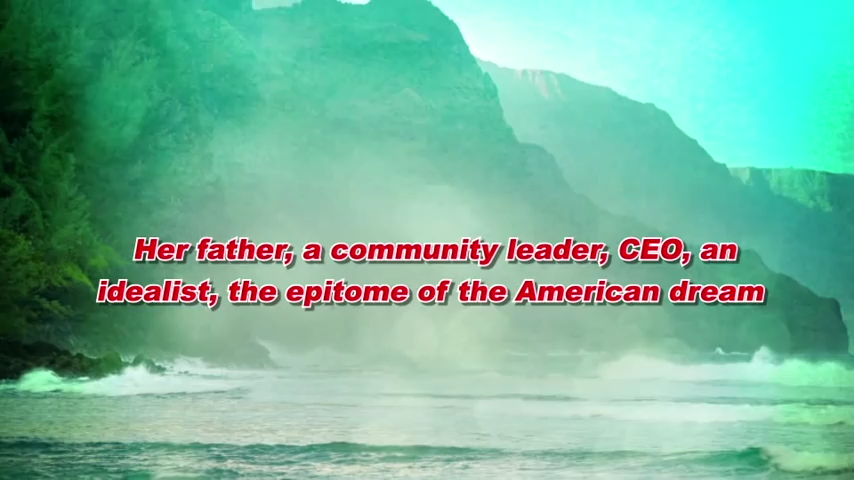 Her father, a community leader, CEO, an
idealist, the epitome of the American dream